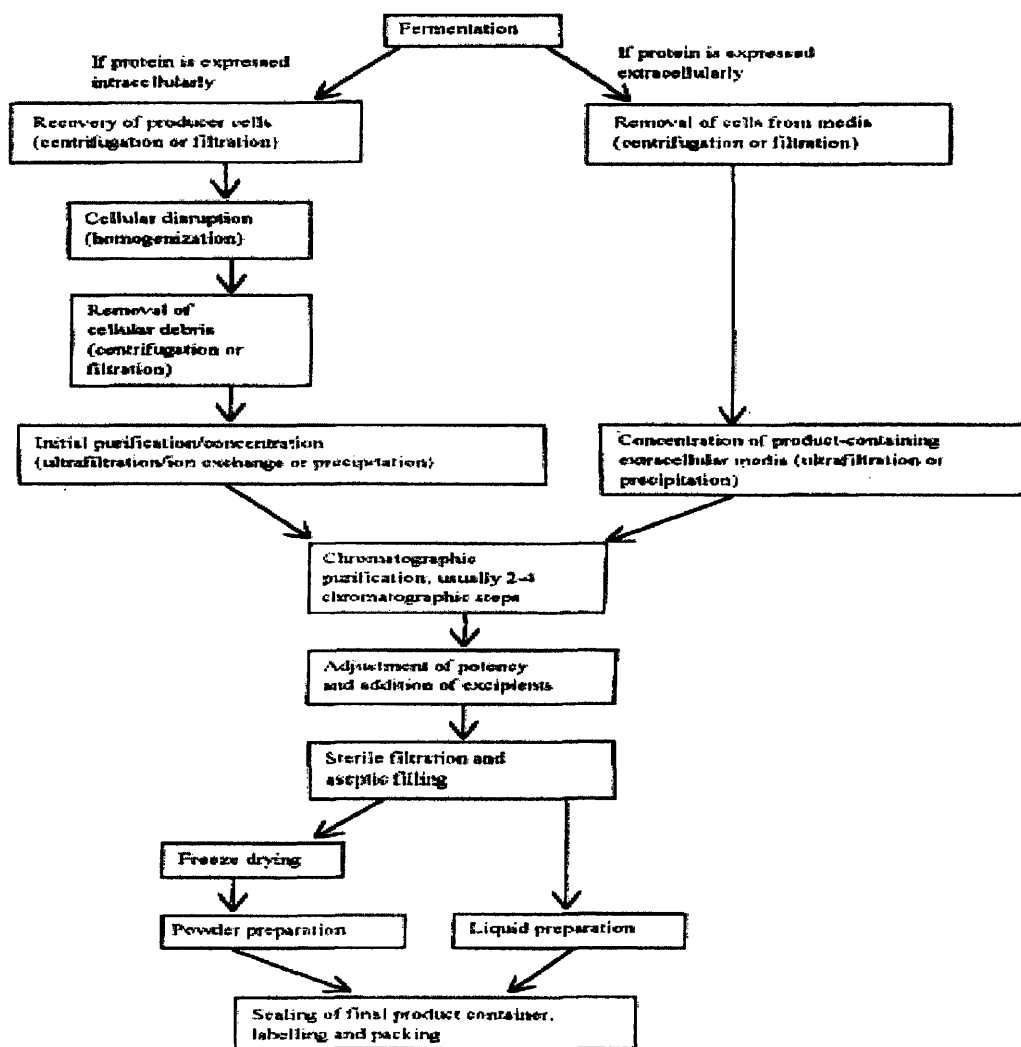 Fermentation
If protein is expressed
intracellularly
If protein is expressed
extracellularly
Recovery of producer cells
(centrifugation or filtration)
Removal of cells from media
(centrifugation or filtration)
Cellular disruption
(homogenization)
Removal of
cellular debris
(centrifugation or
filtration)
Initial purification/concentration
(ultrafiltration/ion exchange or precipitation)
Concentration of product-containing
extracellular media (ultrafiltration or
precipitation)
Chromatographic
purification, usually 2-4
chromatographic steps
Adjustment of potency
and addition of excipients
Sterile filtration and
aseptic filling
Freeze drying
Powder preparation
Liquid preparation
Sealing of final product container,
labelling and packing